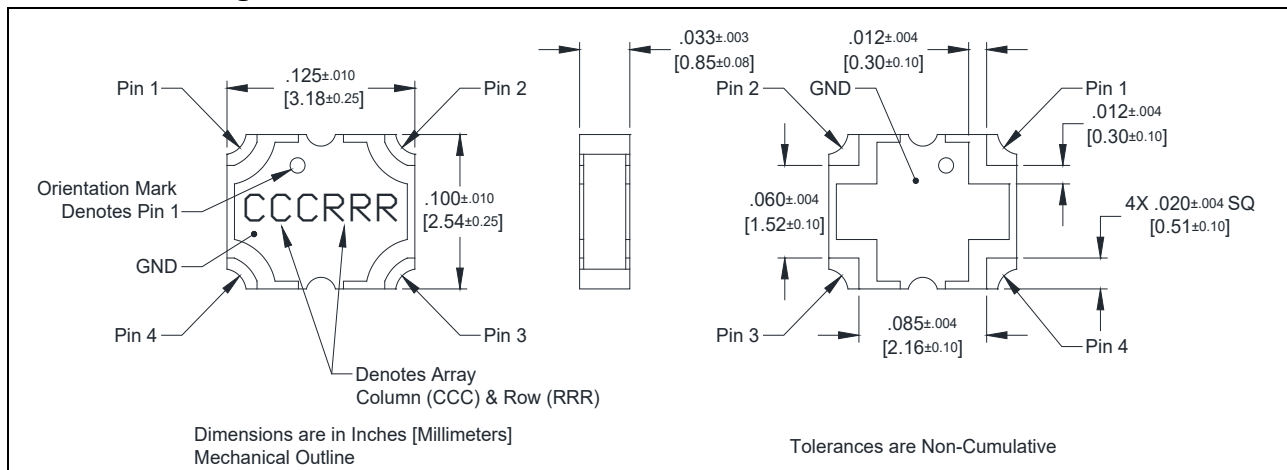 .125±.010
[3.18±0.25]
Pin 1
Pin 2
Orientation Mark
Denotes Pin 1
CCCRRR
.100±.010
[2.54±0.25]
GND
Pin 4
Pin 3
Denotes Array
Column (CCC) & Row (RRR)
Dimensions are in Inches [Millimeters]
Mechanical Outline
.033±.003
[0.85±0.08]
.012±.004
[0.30±0.10]
Pin 2
GND
Pin 1
.012±.004
[0.30±0.10]
.060±.004
[1.52±0.10]
4X .020±.004 SQ
[0.51±0.10]
Pin 3
.085±.004
[2.16±0.10]
Pin 4
Tolerances are Non-Cumulative